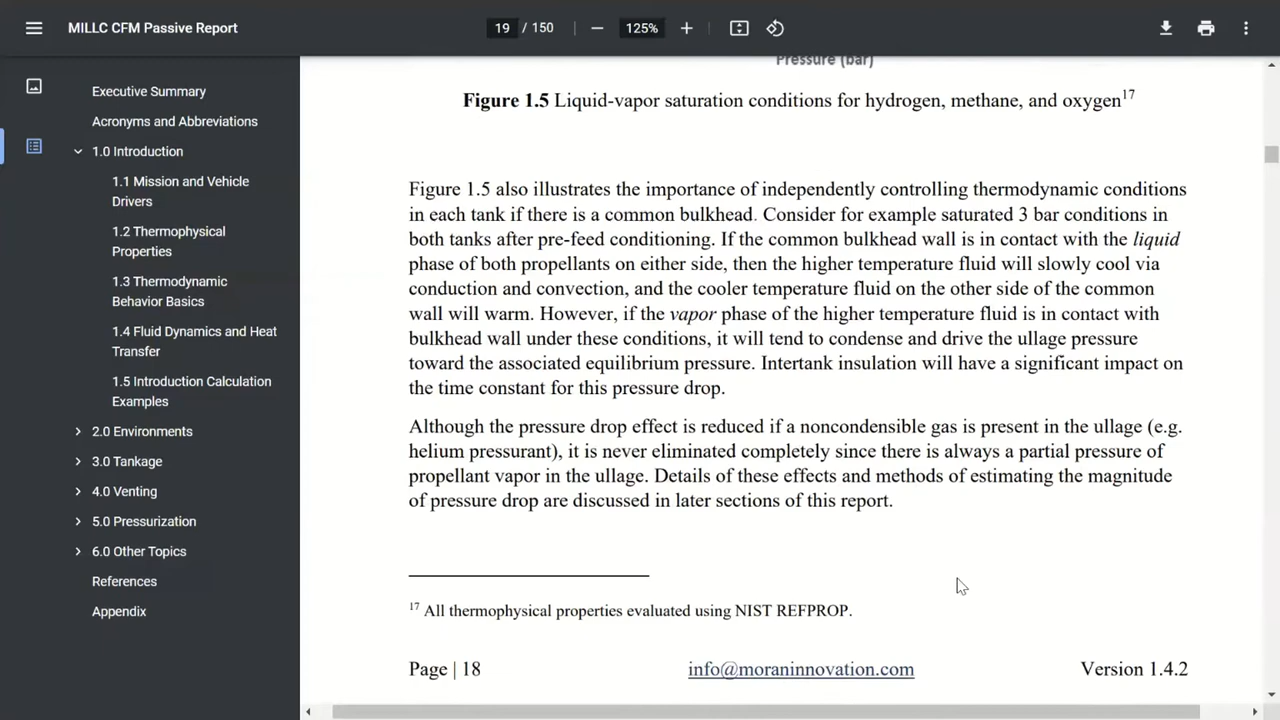 MILLC CFM Passive Report
19 / 150
125%
Executive Summary
Acronyms and Abbreviations
1.0 Introduction
1.1 Mission and Vehicle
Drivers
1.2 Thermophysical
Properties
1.3 Thermodynamic
Behavior Basics
1.4 Fluid Dynamics and Heat
Transfer
1.5 Introduction Calculation
Examples
2.0 Environments
3.0 Tankage
4.0 Venting
5.0 Pressurization
6.0 Other Topics
References
Appendix
Pressure (bar)
Figure 1.5 Liquid-vapor saturation conditions for hydrogen, methane, and oxygen17
Figure 1.5 also illustrates the importance of independently controlling thermodynamic conditions
in each tank if there is a common bulkhead. Consider for example saturated 3 bar conditions in
both tanks after pre-feed conditioning. If the common bulkhead wall is in contact with the liquid
phase of both propellants on either side, then the higher temperature fluid will slowly cool via
conduction and convection, and the cooler temperature fluid on the other side of the common
wall will warm. However, if the vapor phase of the higher temperature fluid is in contact with
bulkhead wall under these conditions, it will tend to condense and drive the ullage pressure
toward the associated equilibrium pressure. Intertank insulation will have a significant impact on
the time constant for this pressure drop.
Although the pressure drop effect is reduced if a noncondensible gas is present in the ullage (e.g.
helium pressurant), it is never eliminated completely since there is always a partial pressure of
propellant vapor in the ullage. Details of these effects and methods of estimating the magnitude
of pressure drop are discussed in later sections of this report.
17 All thermophysical properties evaluated using NIST REFPROP.
Page | 18
info@moraninnovation.com
Version 1.4.2